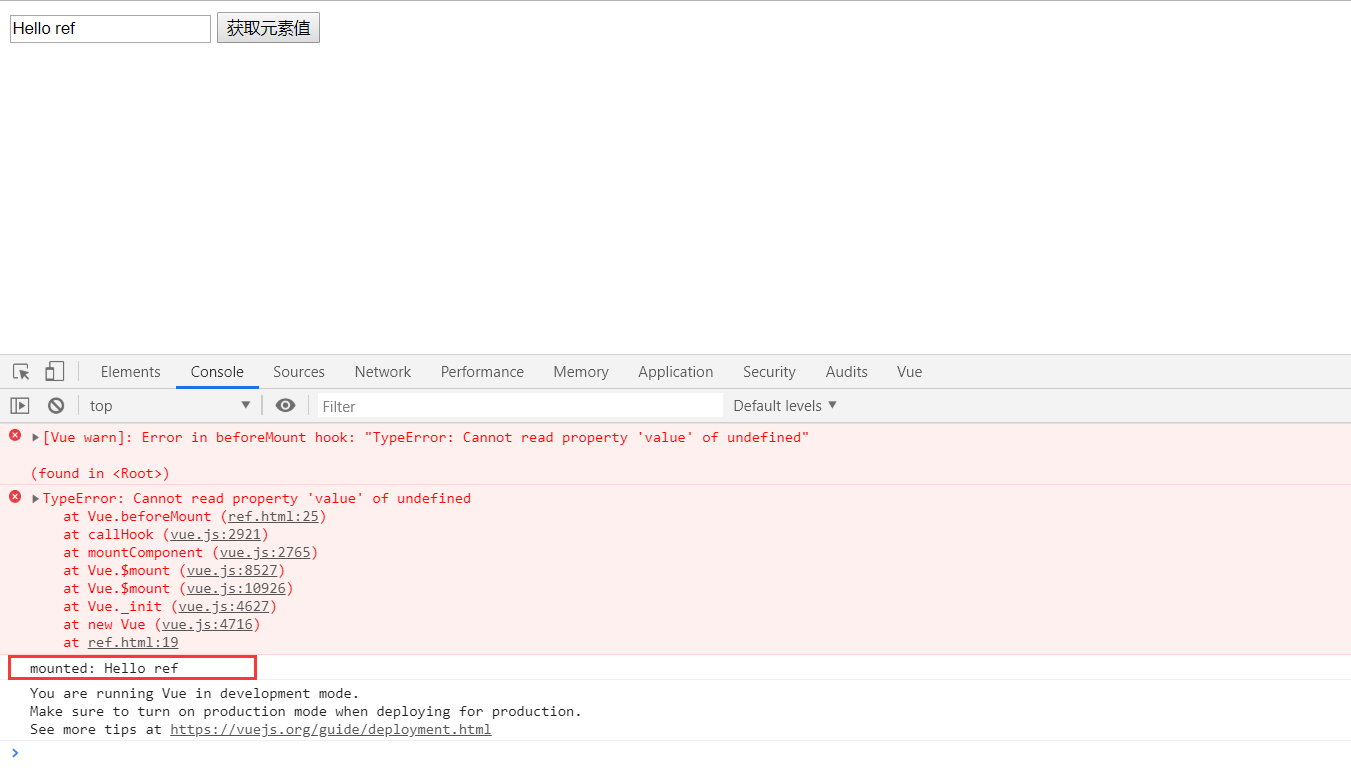 Hello ref 获取元素值
Elements Console Sources Network Performance Memory Application Security Audits Vue
top Filter Default levels
[Vue warn]: Error in beforeMount hook: "TypeError: Cannot read property 'value' of undefined"
(found in <Root>)
TypeError: Cannot read property 'value' of undefined
at Vue.beforeMount (ref.html:25)
at callHook (vue.js:2921)
at mountComponent (vue.js:2765)
at Vue.$mount (vue.js:8527)
at Vue.$mount (vue.js:10926)
at Vue._init (vue.js:4627)
at new Vue (vue.js:4716)
at ref.html:19
mounted: Hello ref
You are running Vue in development mode.
Make sure to turn on production mode when deploying for production.
See more tips at https://vuejs.org/guide/deployment.html